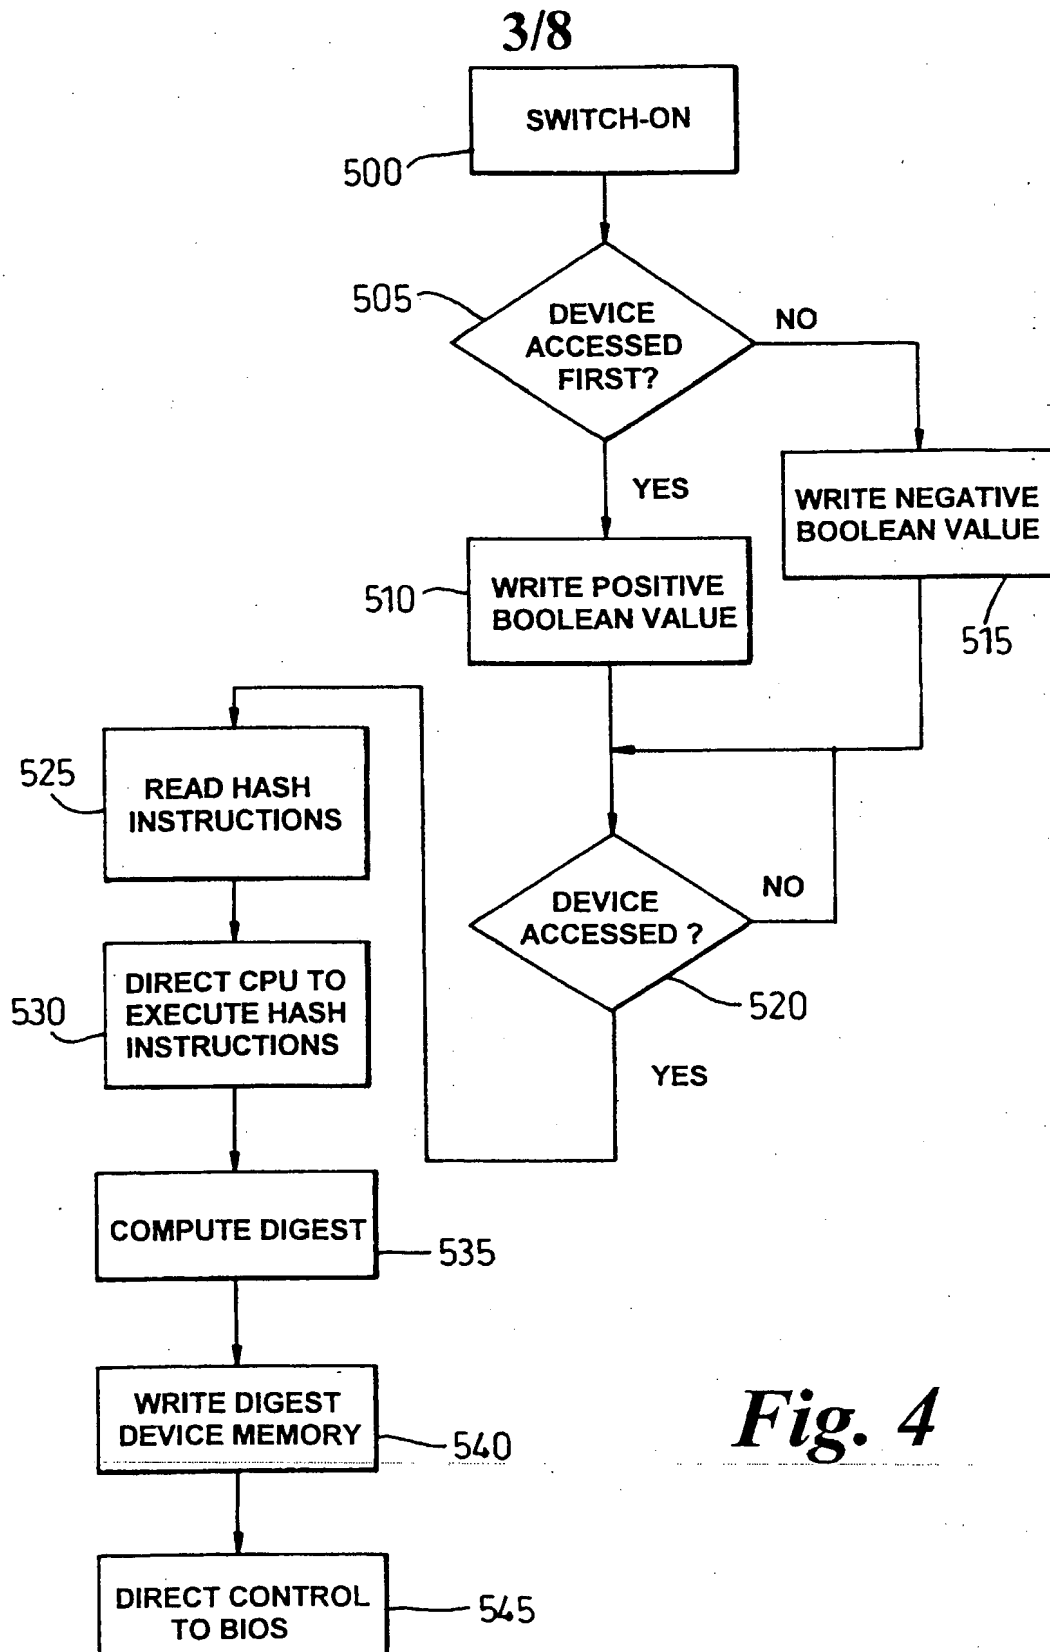 3/8
SWITCH-ON
500
505
DEVICE
ACCESSED
FIRST?
NO
YES
WRITE NEGATIVE
BOOLEAN VALUE
515
510
WRITE POSITIVE
BOOLEAN VALUE
525
READ HASH
INSTRUCTIONS
DEVICE
ACCESSED ?
NO
520
YES
530
DIRECT CPU TO
EXECUTE HASH
INSTRUCTIONS
COMPUTE DIGEST
535
WRITE DIGEST
DEVICE MEMORY
540
Fig. 4
DIRECT CONTROL
TO BIOS
545